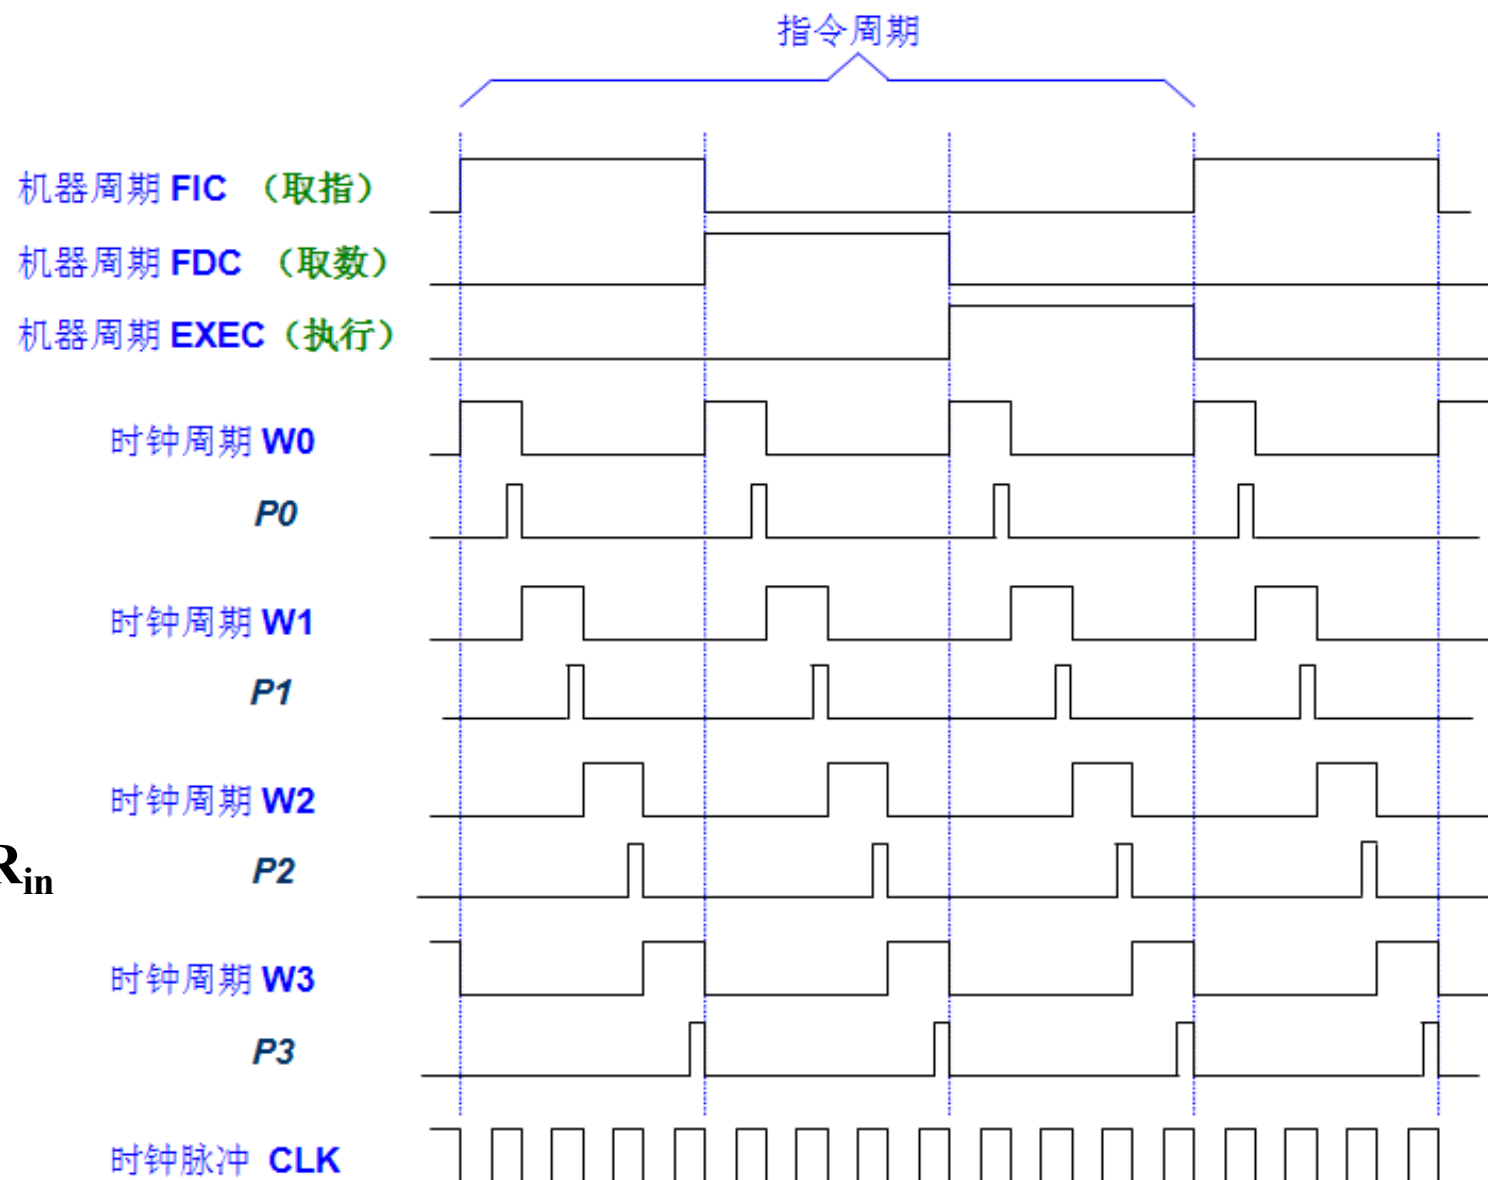 指令周期
机器周期 FIC （取指）
机器周期 FDC （取数）
机器周期 EXEC（执行）
时钟周期 W0
P0
时钟周期 W1
P1
时钟周期 W2
R_in
P2
时钟周期 W3
P3
时钟脉冲 CLK